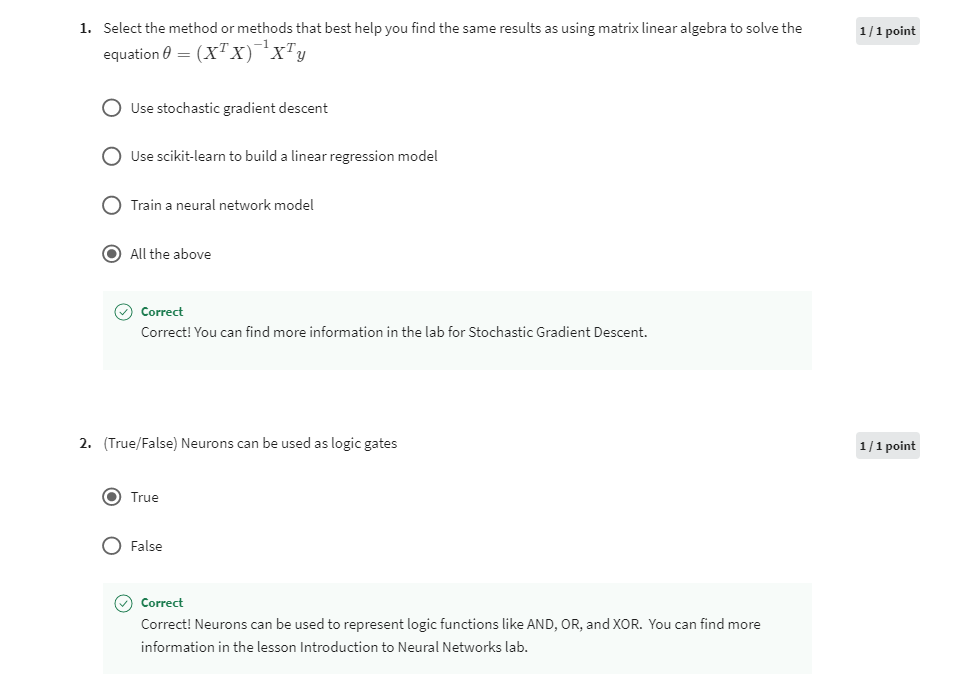 1. Select the method or methods that best help you find the same results as using matrix linear algebra to solve the
1 / 1 point
equation θ = (XᵀX)⁻¹Xᵀy
Use stochastic gradient descent
Use scikit-learn to build a linear regression model
Train a neural network model
All the above
Correct
Correct! You can find more information in the lab for Stochastic Gradient Descent.
2. (True/False) Neurons can be used as logic gates
1 / 1 point
True
False
Correct
Correct! Neurons can be used to represent logic functions like AND, OR, and XOR. You can find more
information in the lesson Introduction to Neural Networks lab.